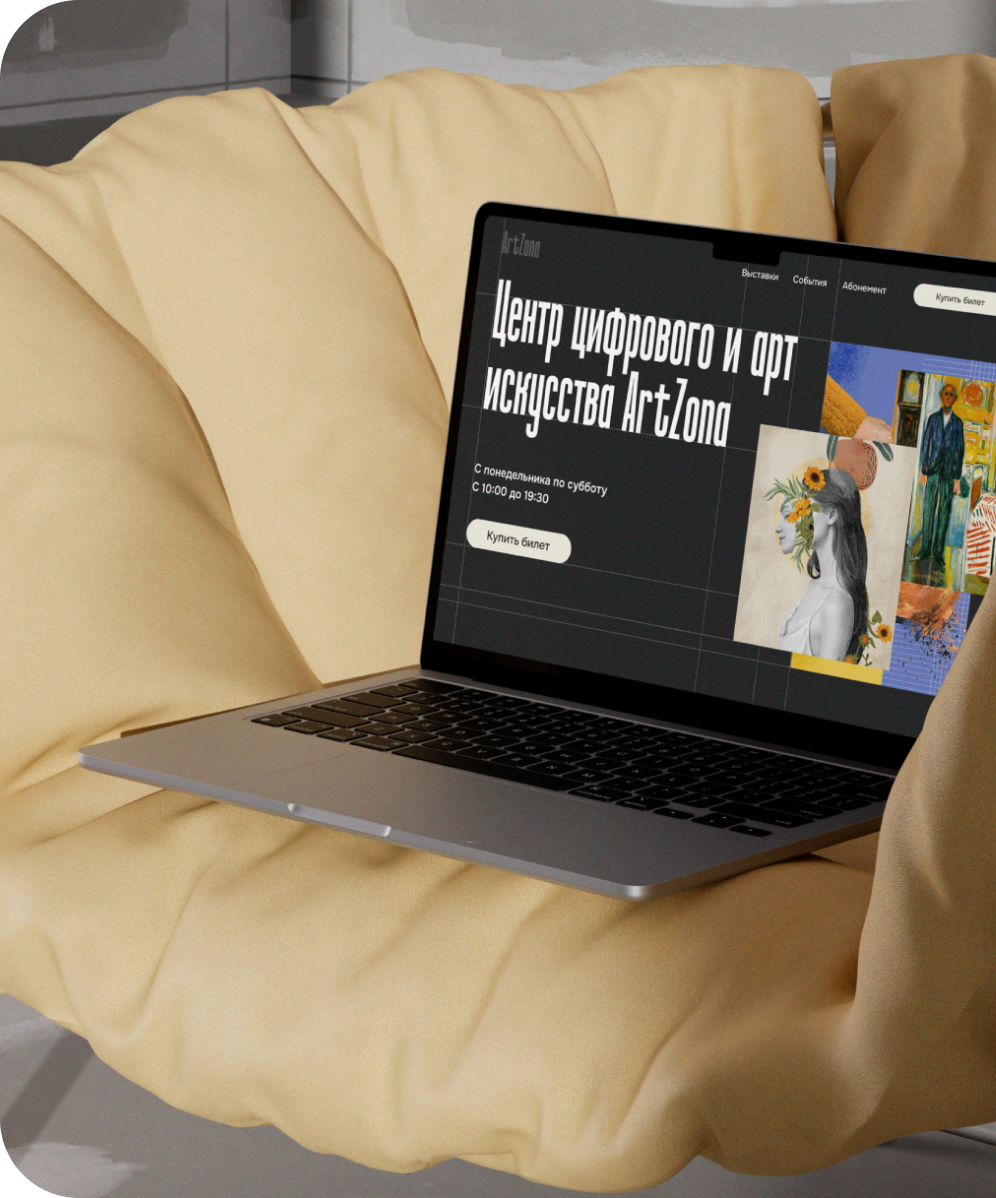 ArtZona
Выставки
События
Абонемент
Купить билет
Центр цифрового и арт
искусства ArtZona
С понедельника по субботу
С 10:00 до 19:30
Купить билет